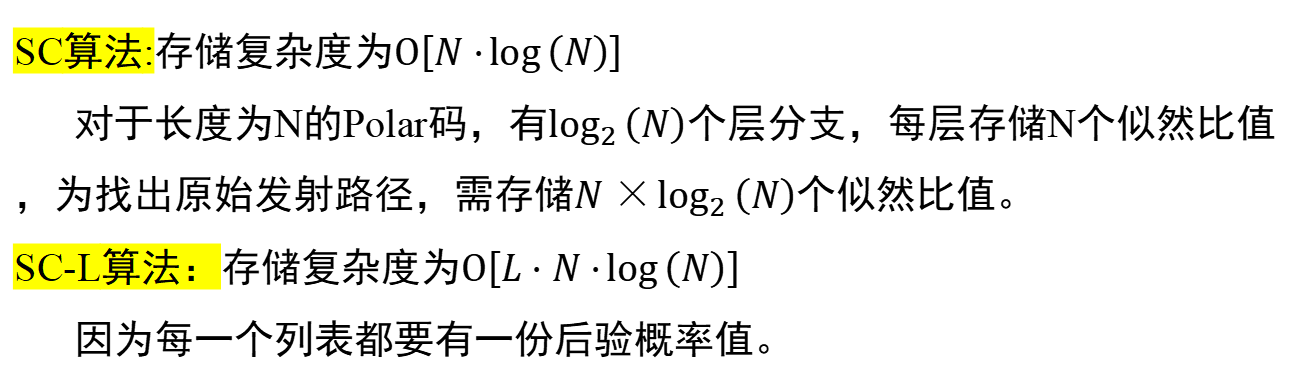 SC算法:存储复杂度为O[N·log(N)]
对于长度为N的Polar码，有log₂(N)个层分支，每层存储N个似然比值
，为找出原始发射路径，需存储N×log₂(N)个似然比值。
SC-L算法：存储复杂度为O[L·N·log(N)]
因为每一个列表都要有一份后验概率值。